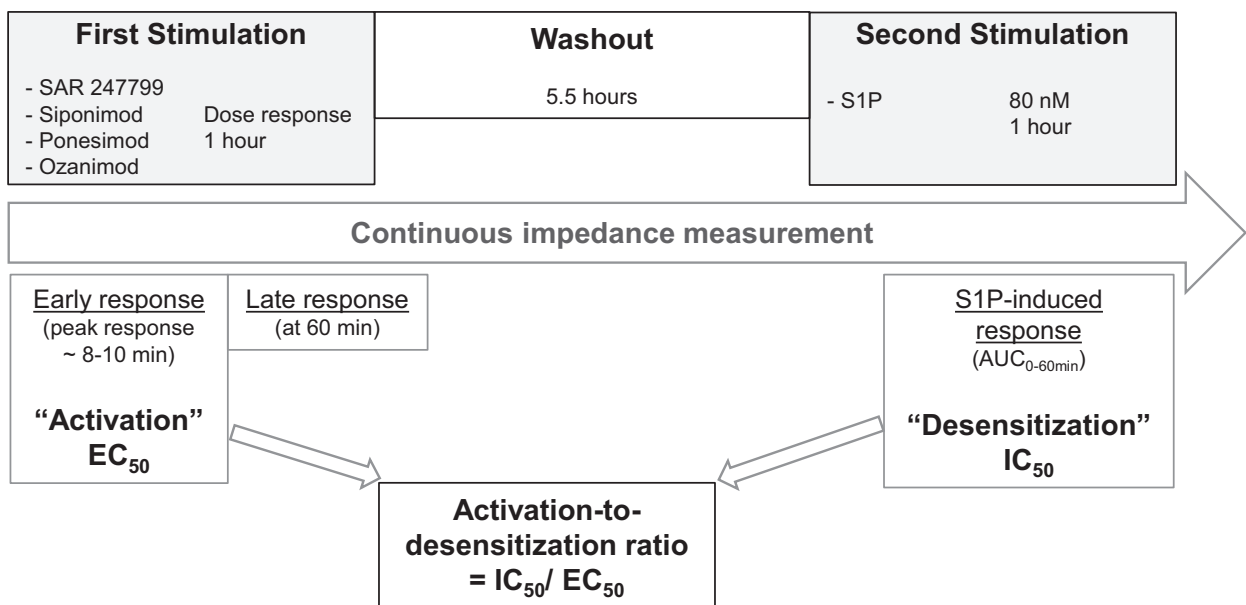 First Stimulation
- SAR 247799
- Siponimod Dose response
- Ponesimod 1 hour
- Ozanimod
Washout
5.5 hours
Second Stimulation
- S1P 80 nM
1 hour
Continuous impedance measurement
Early response
(peak response
~ 8-10 min)
"Activation"
EC50
Late response
(at 60 min)
S1P-induced
response
(AUC0-60min)
"Desensitization"
IC50
Activation-to-
desensitization ratio
= IC50/ EC50